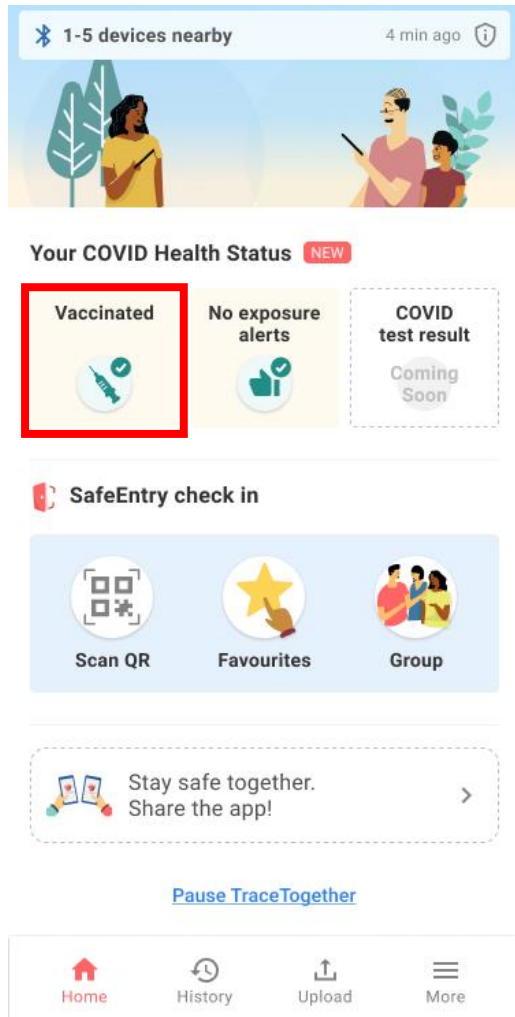 1-5 devices nearby
4 min ago
Your COVID Health Status NEW
Vaccinated
No exposure
alerts
COVID
test result
Coming
Soon
SafeEntry check in
Scan QR
Favourites
Group
Stay safe together.
Share the app!
Pause TraceTogether
Home
History
Upload
More